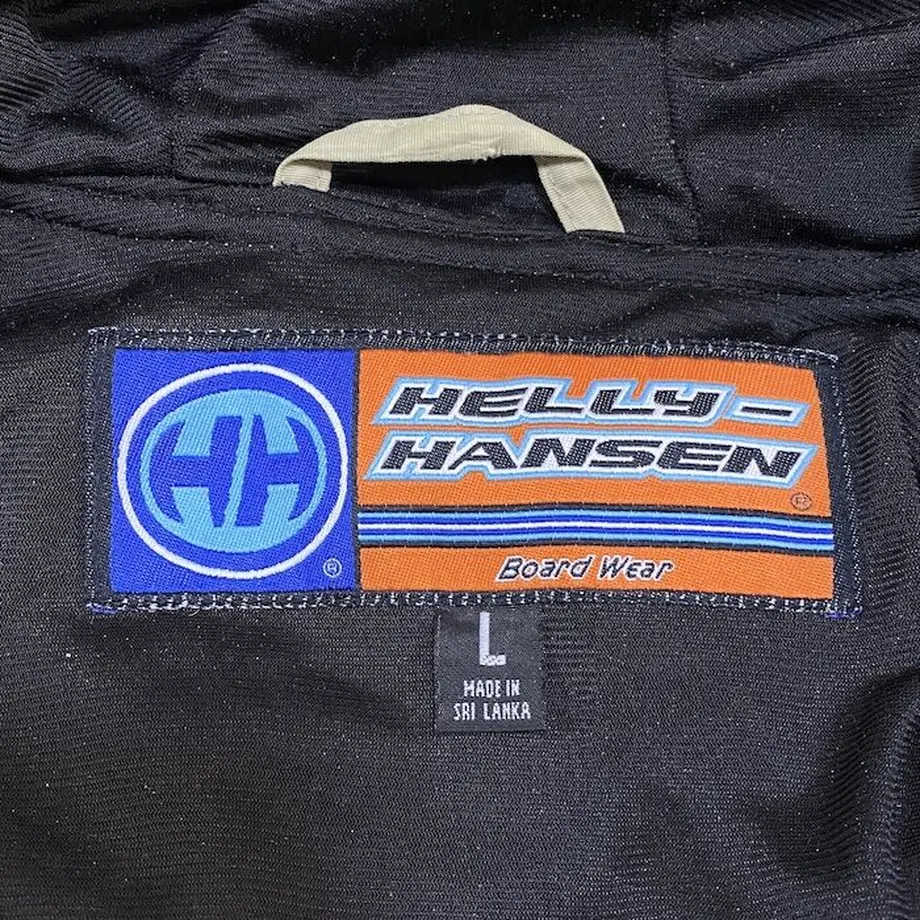 HH
®
HELLY-
HANSEN
®
Board Wear
L
MADE IN
SRI LANKA